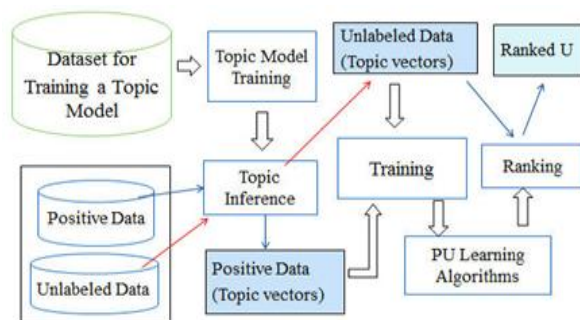 Dataset for
Training a Topic
Model
Topic Model
Training
Unlabeled Data
(Topic vectors)
Ranked U
Positive Data
Unlabeled Data
Topic
Inference
Training
Ranking
Positive Data
(Topic vectors)
PU Learning
Algorithms